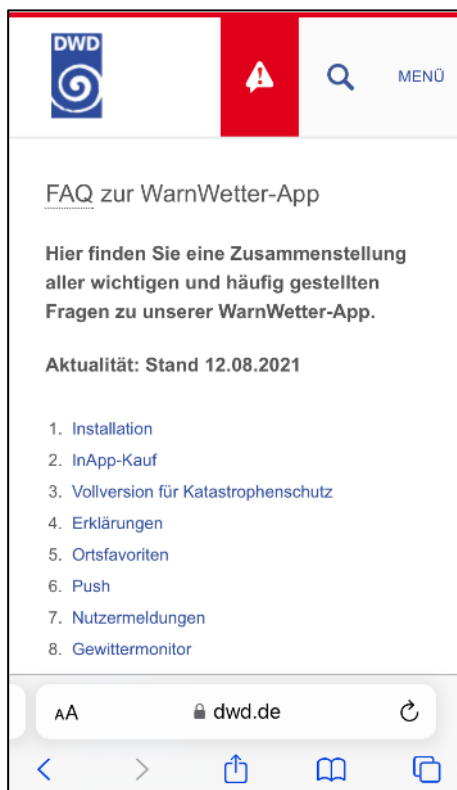 DWD
MENÜ
FAQ zur WarnWetter-App
Hier finden Sie eine Zusammenstellung
aller wichtigen und häufig gestellten
Fragen zu unserer WarnWetter-App.
Aktualität: Stand 12.08.2021
1. Installation
2. InApp-Kauf
3. Vollversion für Katastrophenschutz
4. Erklärungen
5. Ortsfavoriten
6. Push
7. Nutzermeldungen
8. Gewittermonitor
AA dwd.de